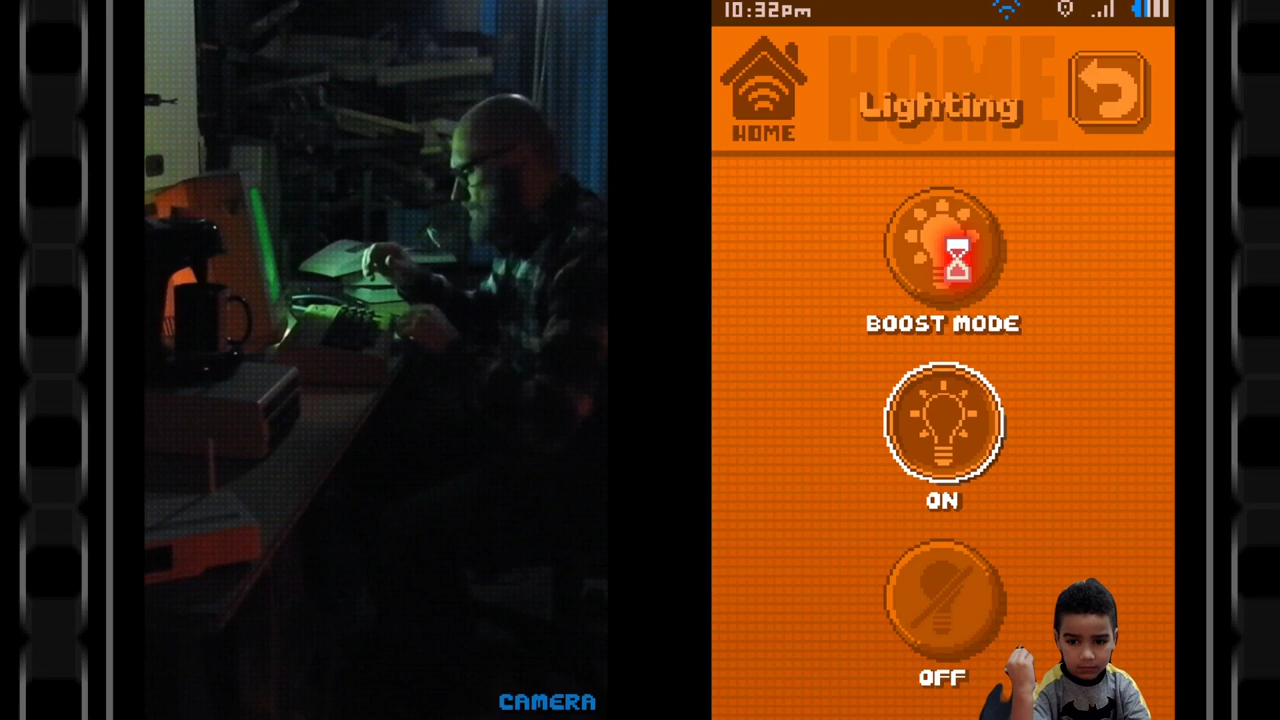 10:32pm
HOME
Lighting
HOME
BOOST MODE
ON
OFF
CAMERA